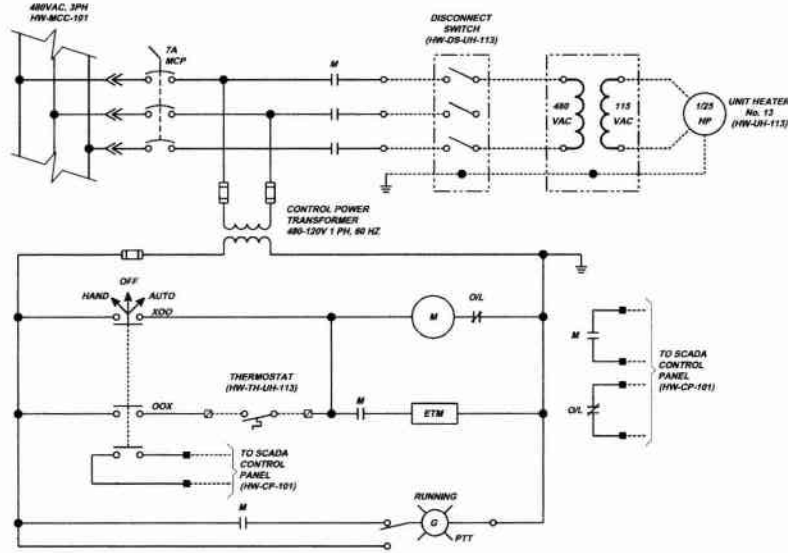 480VAC, 3PH
HW-MCC-101
7A
MCP
M
DISCONNECT
SWITCH
(HW-DS-UH-113)
480
VAC
115
VAC
1/25
HP
UNIT HEATER
No. 13
(HW-UH-113)
CONTROL POWER
TRANSFORMER
480-120V 1 PH, 60 HZ
OFF
HAND
AUTO
XOO
M
O/L
M
O/L
TO SCADA
CONTROL
PANEL
(HW-CP-101)
THERMOSTAT
(HW-TH-UH-113)
OOX
M
ETM
TO SCADA
CONTROL
PANEL
(HW-CP-101)
M
RUNNING
G
PTT